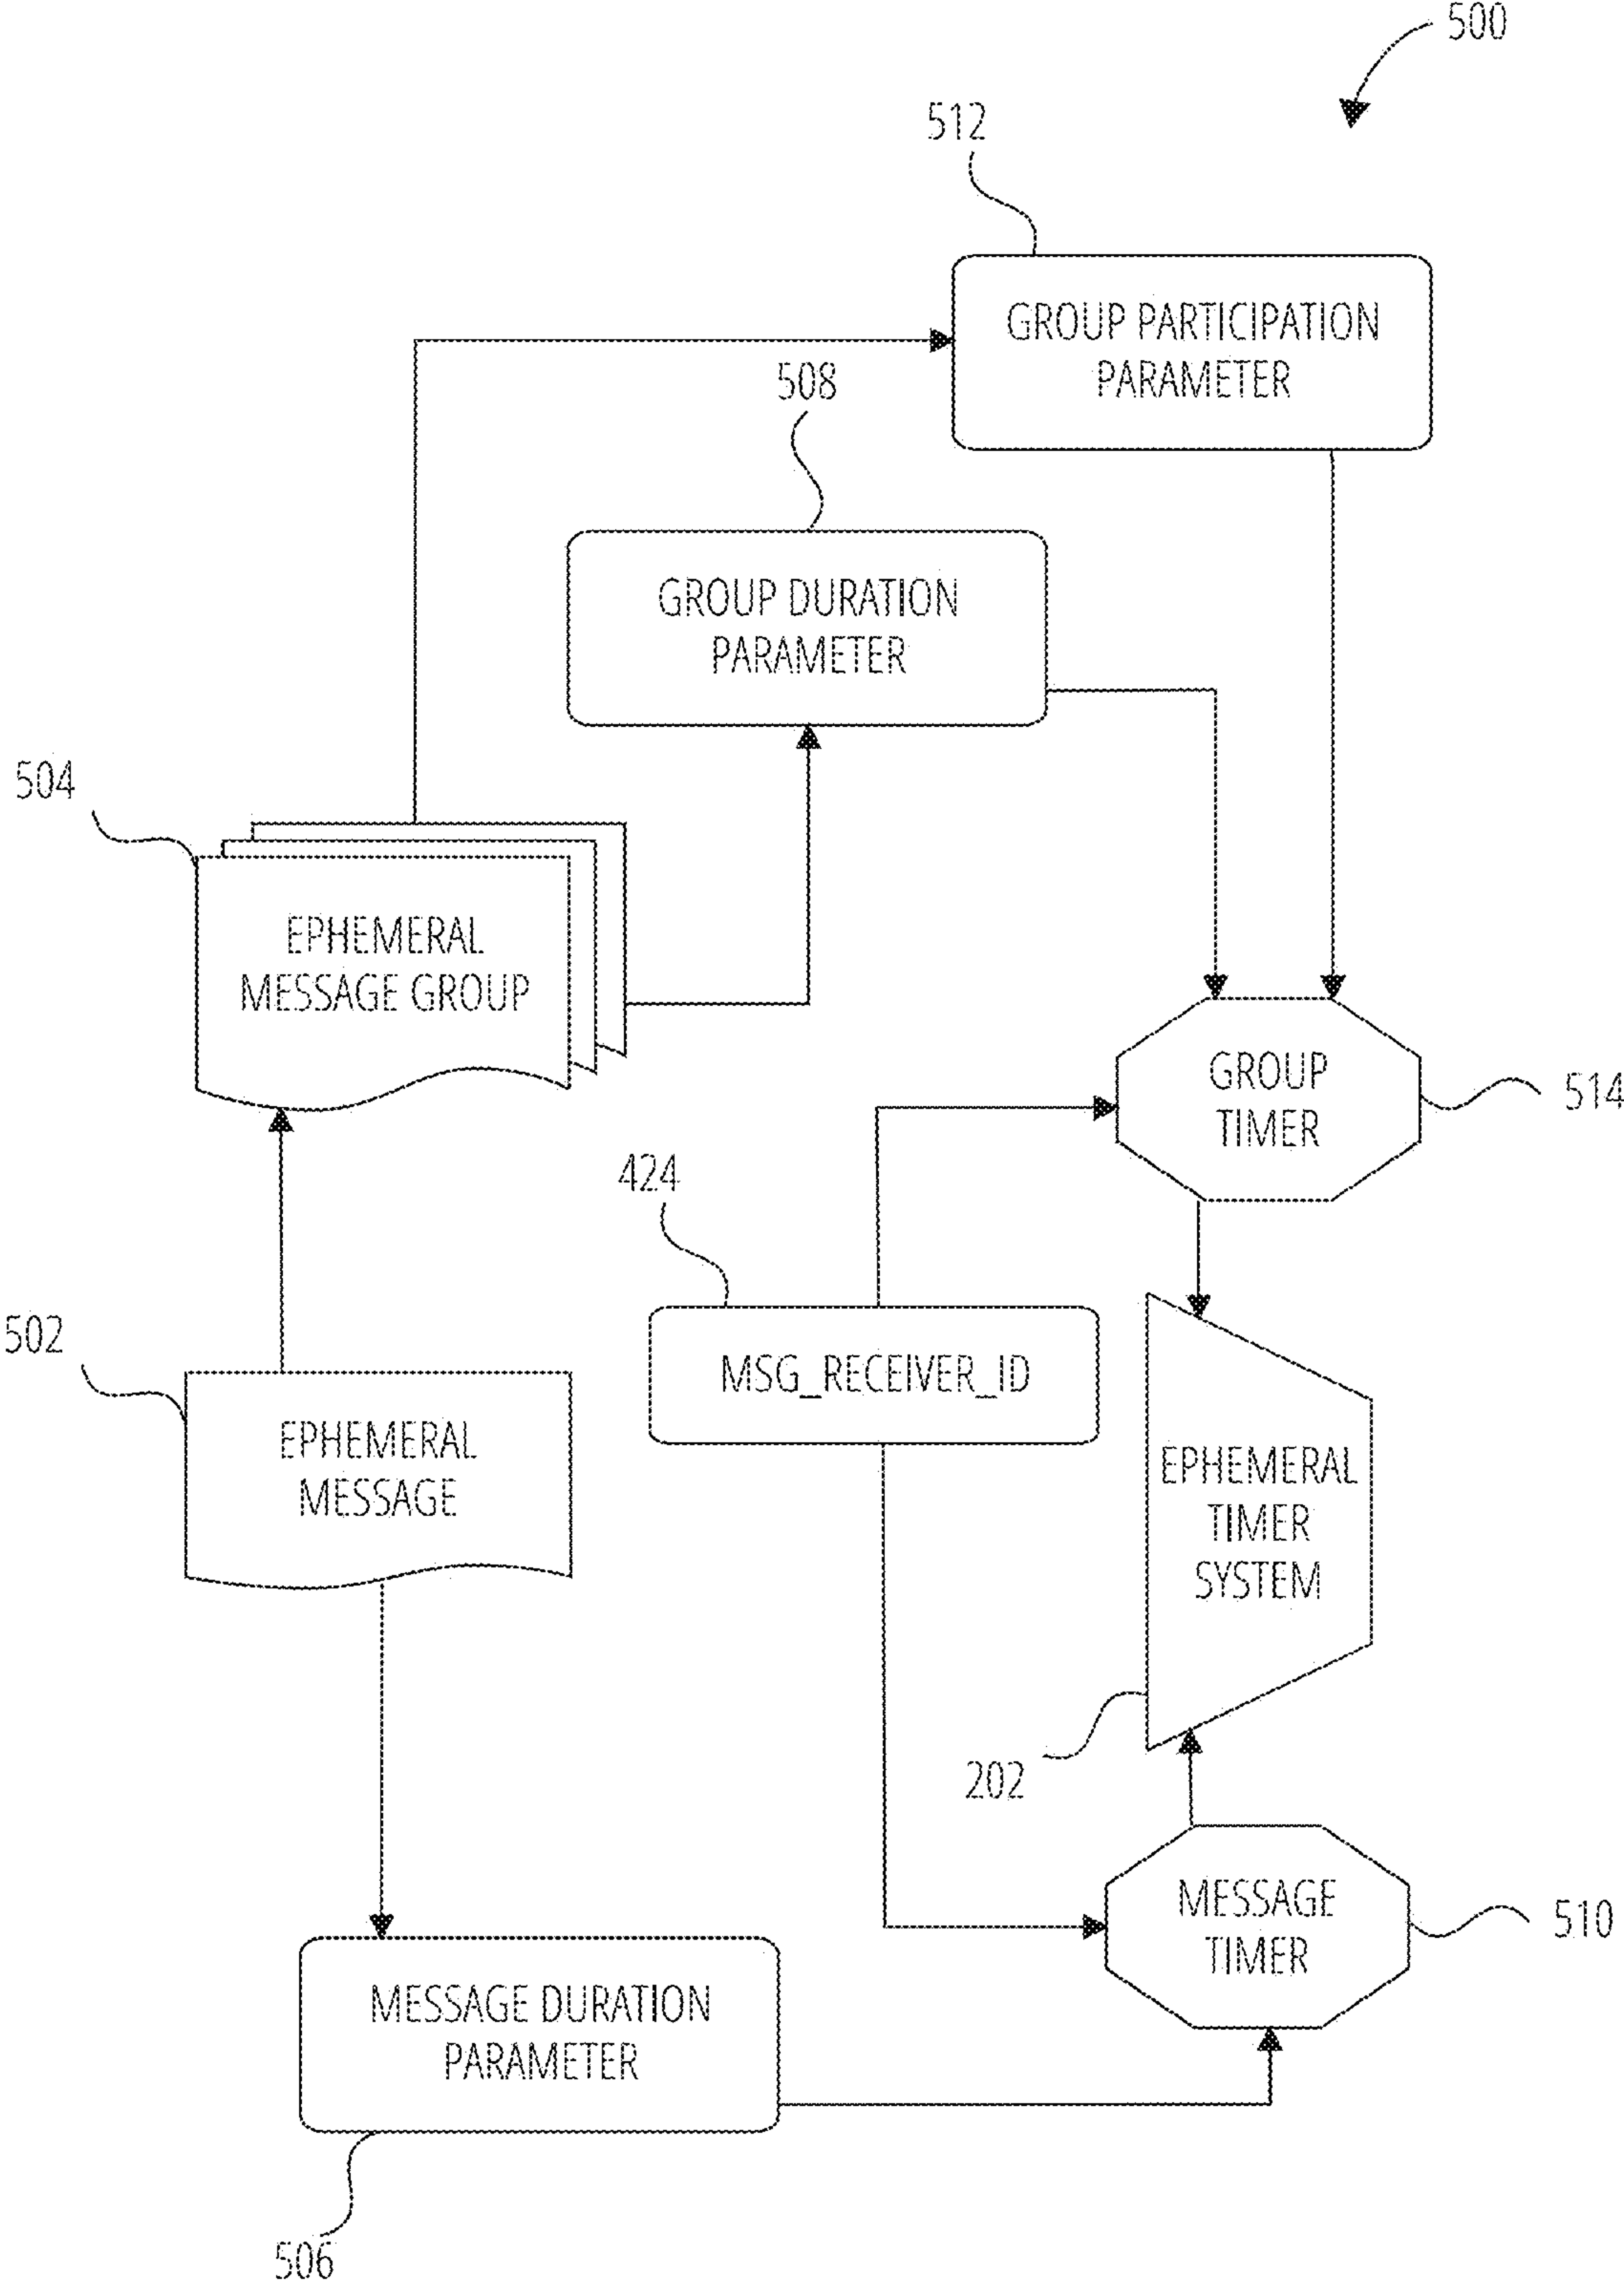 500
512
GROUP PARTICIPATION
PARAMETER
508
GROUP DURATION
PARAMETER
504
EPHEMERAL
MESSAGE GROUP
GROUP
TIMER
514
424
MSG_RECEIVER_ID
502
EPHEMERAL
MESSAGE
EPHEMERAL
TIMER
SYSTEM
202
MESSAGE
TIMER
510
MESSAGE DURATION
PARAMETER
506